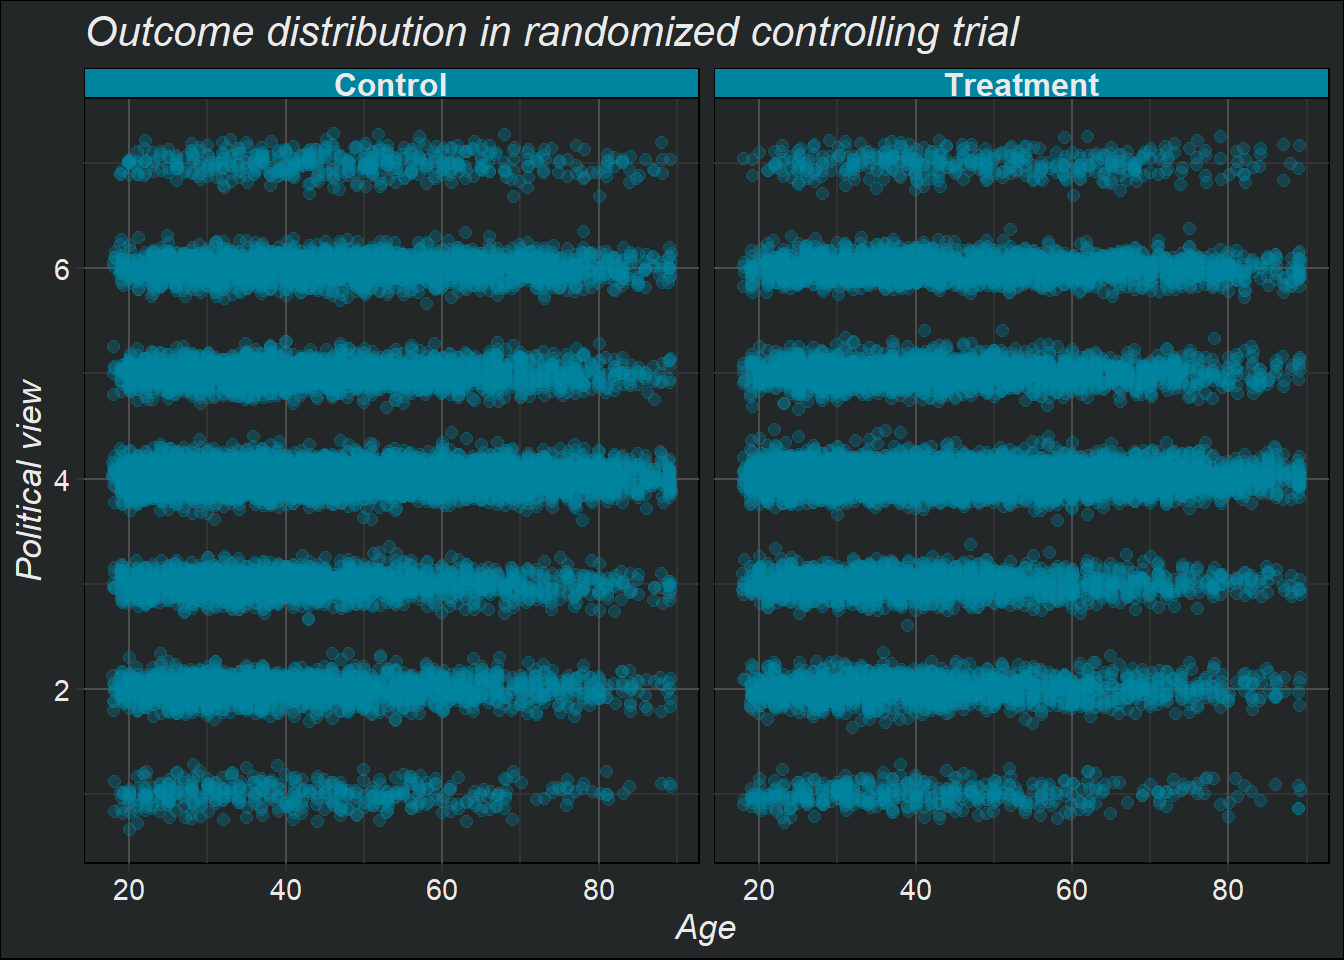 Outcome distribution in randomized controlling trial
Control Treatment
Political view
6
4
2
20 40 60 80 20 40 60 80
Age